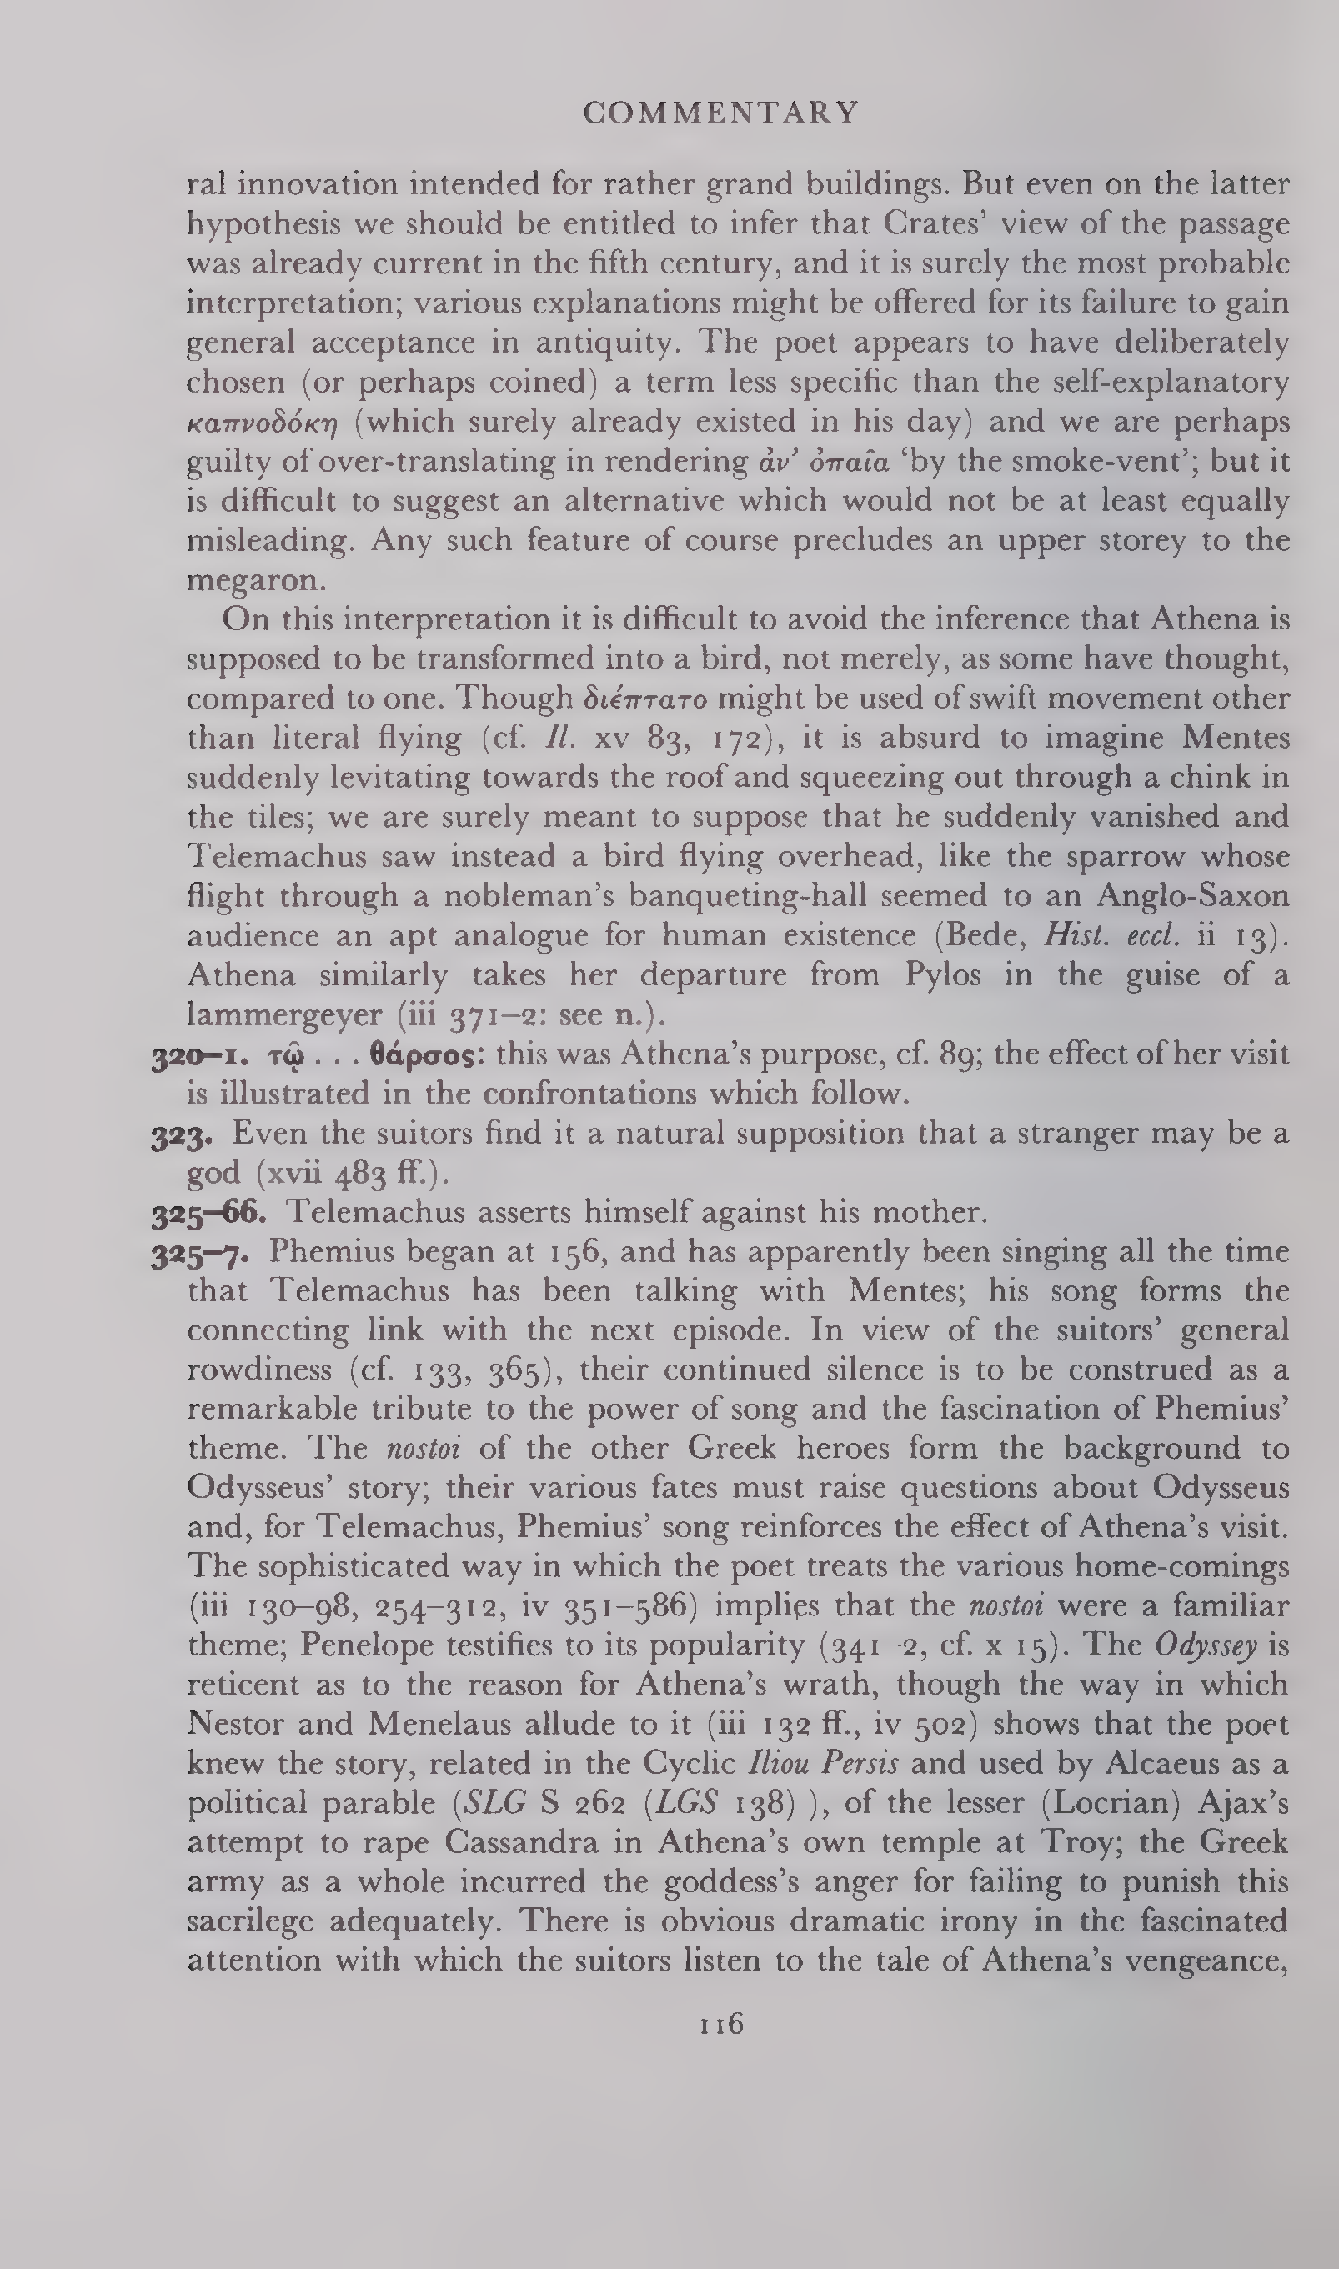 COMMENTARY
ral innovation intended for rather grand buildings. But even on the latter
hypothesis we should be entitled to infer that Crates’ view of the passage
was already current in the fifth century, and it is surely the most probable
interpretation; various explanations might be offered for its failure to gain
general acceptance in antiquity. The poet appears to have deliberately
chosen (or perhaps coined) a term less specific than the self-explanatory
καπνοδόκη (which surely already existed in his day) and we are perhaps
guilty of over-translating in rendering ἀν’ ὀπαῖα ‘by the smoke-vent’; but it
is difficult to suggest an alternative which would not be at least equally
misleading. Any such feature of course precludes an upper storey to the
megaron.
On this interpretation it is difficult to avoid the inference that Athena is
supposed to be transformed into a bird, not merely, as some have thought,
compared to one. Though διέπτατο might be used of swift movement other
than literal flying (cf. Il. xv 83, 172), it is absurd to imagine Mentes
suddenly levitating towards the roof and squeezing out through a chink in
the tiles; we are surely meant to suppose that he suddenly vanished and
Telemachus saw instead a bird flying overhead, like the sparrow whose
flight through a nobleman’s banqueting-hall seemed to an Anglo-Saxon
audience an apt analogue for human existence (Bede, Hist. eccl. ii 13).
Athena similarly takes her departure from Pylos in the guise of a
lammergeyer (iii 371–2: see n.).
320–1. τῷ . . . θάρσος: this was Athena’s purpose, cf. 89; the effect of her visit
is illustrated in the confrontations which follow.
323. Even the suitors find it a natural supposition that a stranger may be a
god (xvii 483 ff.).
325–66. Telemachus asserts himself against his mother.
325–7. Phemius began at 156, and has apparently been singing all the time
that Telemachus has been talking with Mentes; his song forms the
connecting link with the next episode. In view of the suitors’ general
rowdiness (cf. 133, 365), their continued silence is to be construed as a
remarkable tribute to the power of song and the fascination of Phemius’
theme. The nostoi of the other Greek heroes form the background to
Odysseus’ story; their various fates must raise questions about Odysseus
and, for Telemachus, Phemius’ song reinforces the effect of Athena’s visit.
The sophisticated way in which the poet treats the various home-comings
(iii 130–98, 254–312, iv 351–586) implies that the nostoi were a familiar
theme; Penelope testifies to its popularity (341–2, cf. x 15). The Odyssey is
reticent as to the reason for Athena’s wrath, though the way in which
Nestor and Menelaus allude to it (iii 132 ff., iv 502) shows that the poet
knew the story, related in the Cyclic Iliou Persis and used by Alcaeus as a
political parable (SLG S 262 (LGS 138) ), of the lesser (Locrian) Ajax’s
attempt to rape Cassandra in Athena’s own temple at Troy; the Greek
army as a whole incurred the goddess’s anger for failing to punish this
sacrilege adequately. There is obvious dramatic irony in the fascinated
attention with which the suitors listen to the tale of Athena’s vengeance,
116